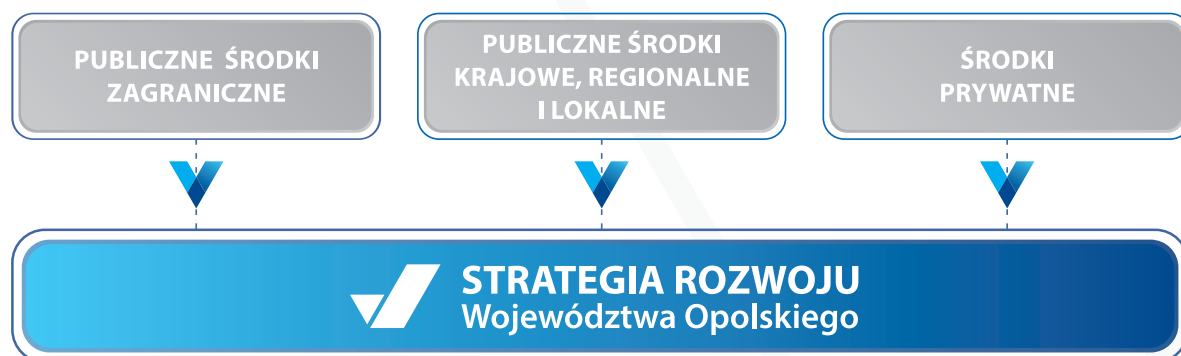 PUBLICZNE ŚRODKI
ZAGRANICZNE
PUBLICZNE ŚRODKI
KRAJOWE, REGIONALNE
I LOKALNE
ŚRODKI
PRYWATNE
STRATEGIA ROZWOJU
Województwa Opolskiego